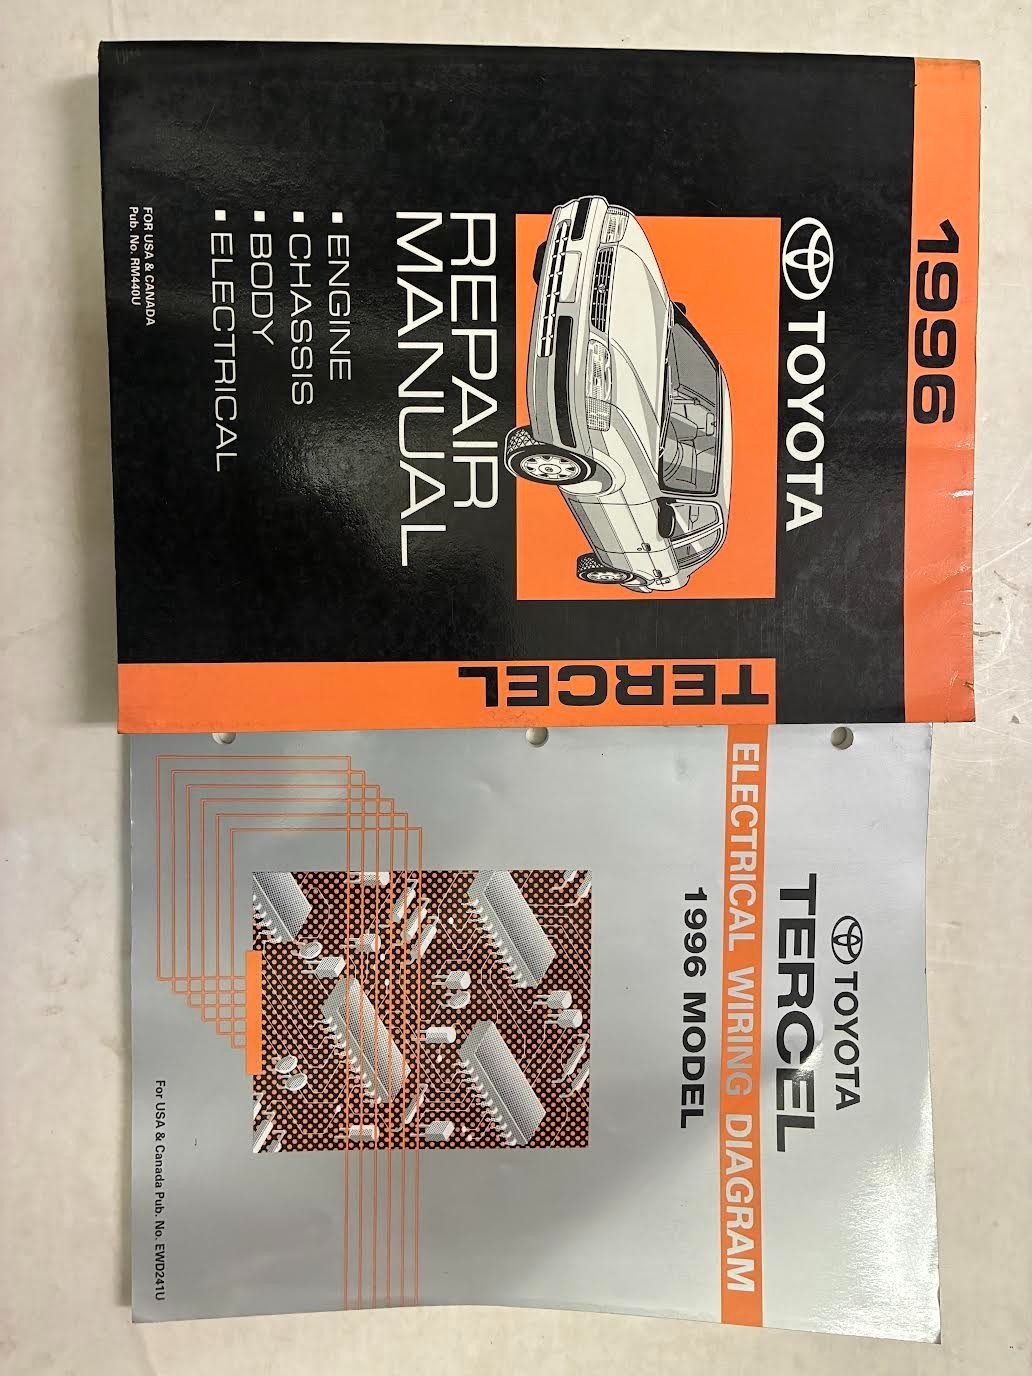 1996
TOYOTA
REPAIR
MANUAL
■ ENGINE
■ CHASSIS
■ BODY
■ ELECTRICAL
FOR USA & CANADA
Pub. No. RM440U
TERCEL
TOYOTA
TERCEL
ELECTRICAL WIRING DIAGRAM
1996 MODEL
For USA & Canada Pub. No. EWD241U